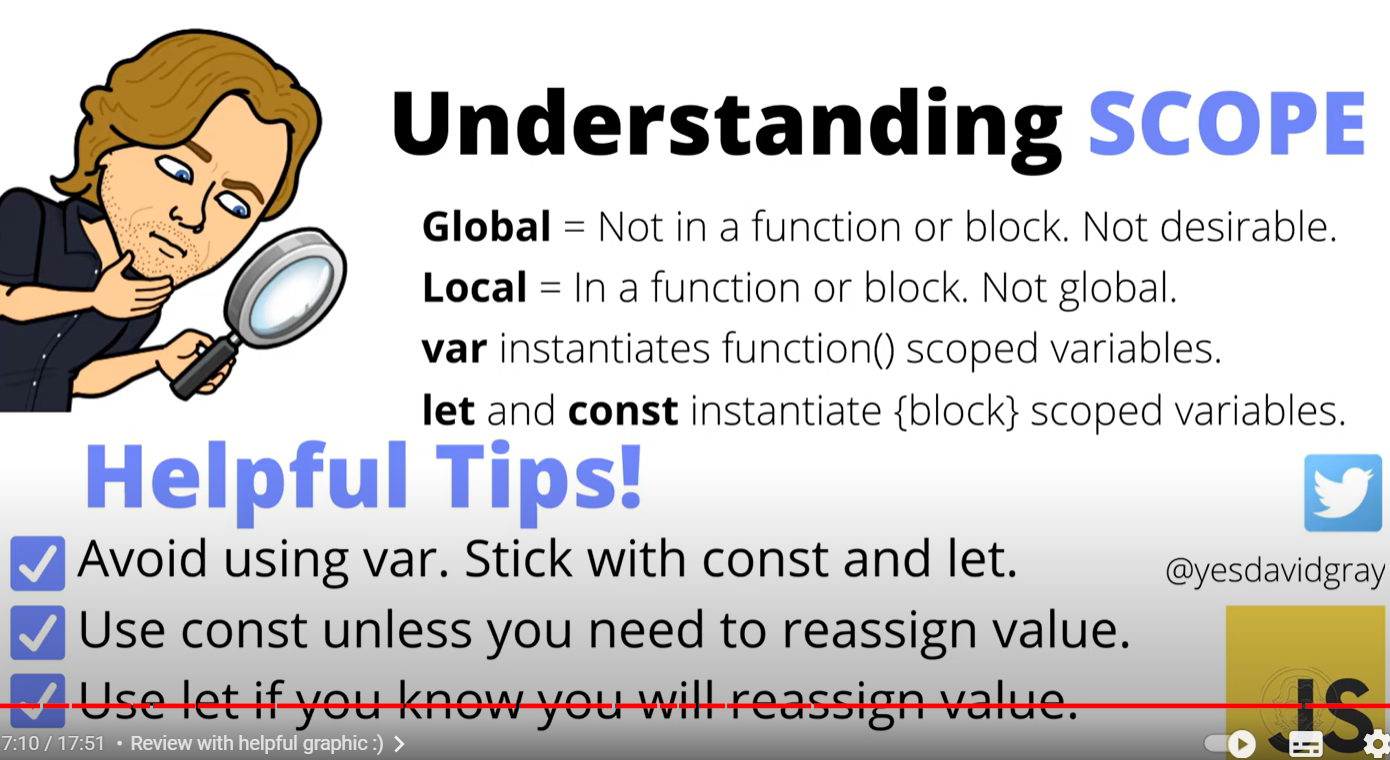 Understanding SCOPE
Global = Not in a function or block. Not desirable.
Local = In a function or block. Not global.
var instantiates function() scoped variables.
let and const instantiate {block} scoped variables.
Helpful Tips!
Avoid using var. Stick with const and let.
@yesdavidgray
Use const unless you need to reassign value.
Use let if you know you will reassign value.
JS
7:10 / 17:51 • Review with helpful graphic :)